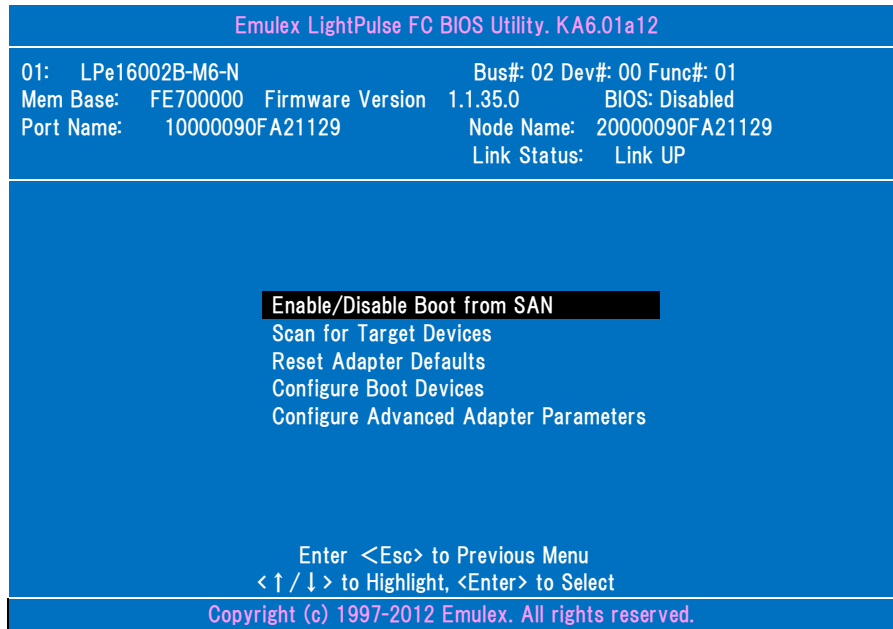 Emulex LightPulse FC BIOS Utility. KA6.01a12
01: LPe16002B-M6-N Bus#: 02 Dev#: 00 Func#: 01
Mem Base: FE700000 Firmware Version 1.1.35.0 BIOS: Disabled
Port Name: 10000090FA21129 Node Name: 20000090FA21129
Link Status: Link UP
Enable/Disable Boot from SAN
Scan for Target Devices
Reset Adapter Defaults
Configure Boot Devices
Configure Advanced Adapter Parameters
Enter <Esc> to Previous Menu
<↑/↓> to Highlight, <Enter> to Select
Copyright (c) 1997-2012 Emulex. All rights reserved.